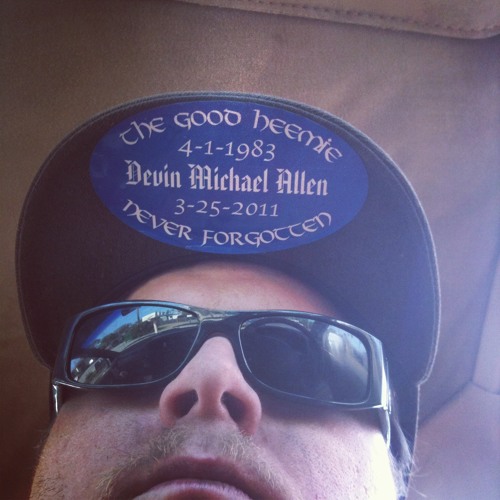 THE GOOD HEEMIE
4-1-1983
Devin Michael Allen
3-25-2011
NEVER FORGOTTEN